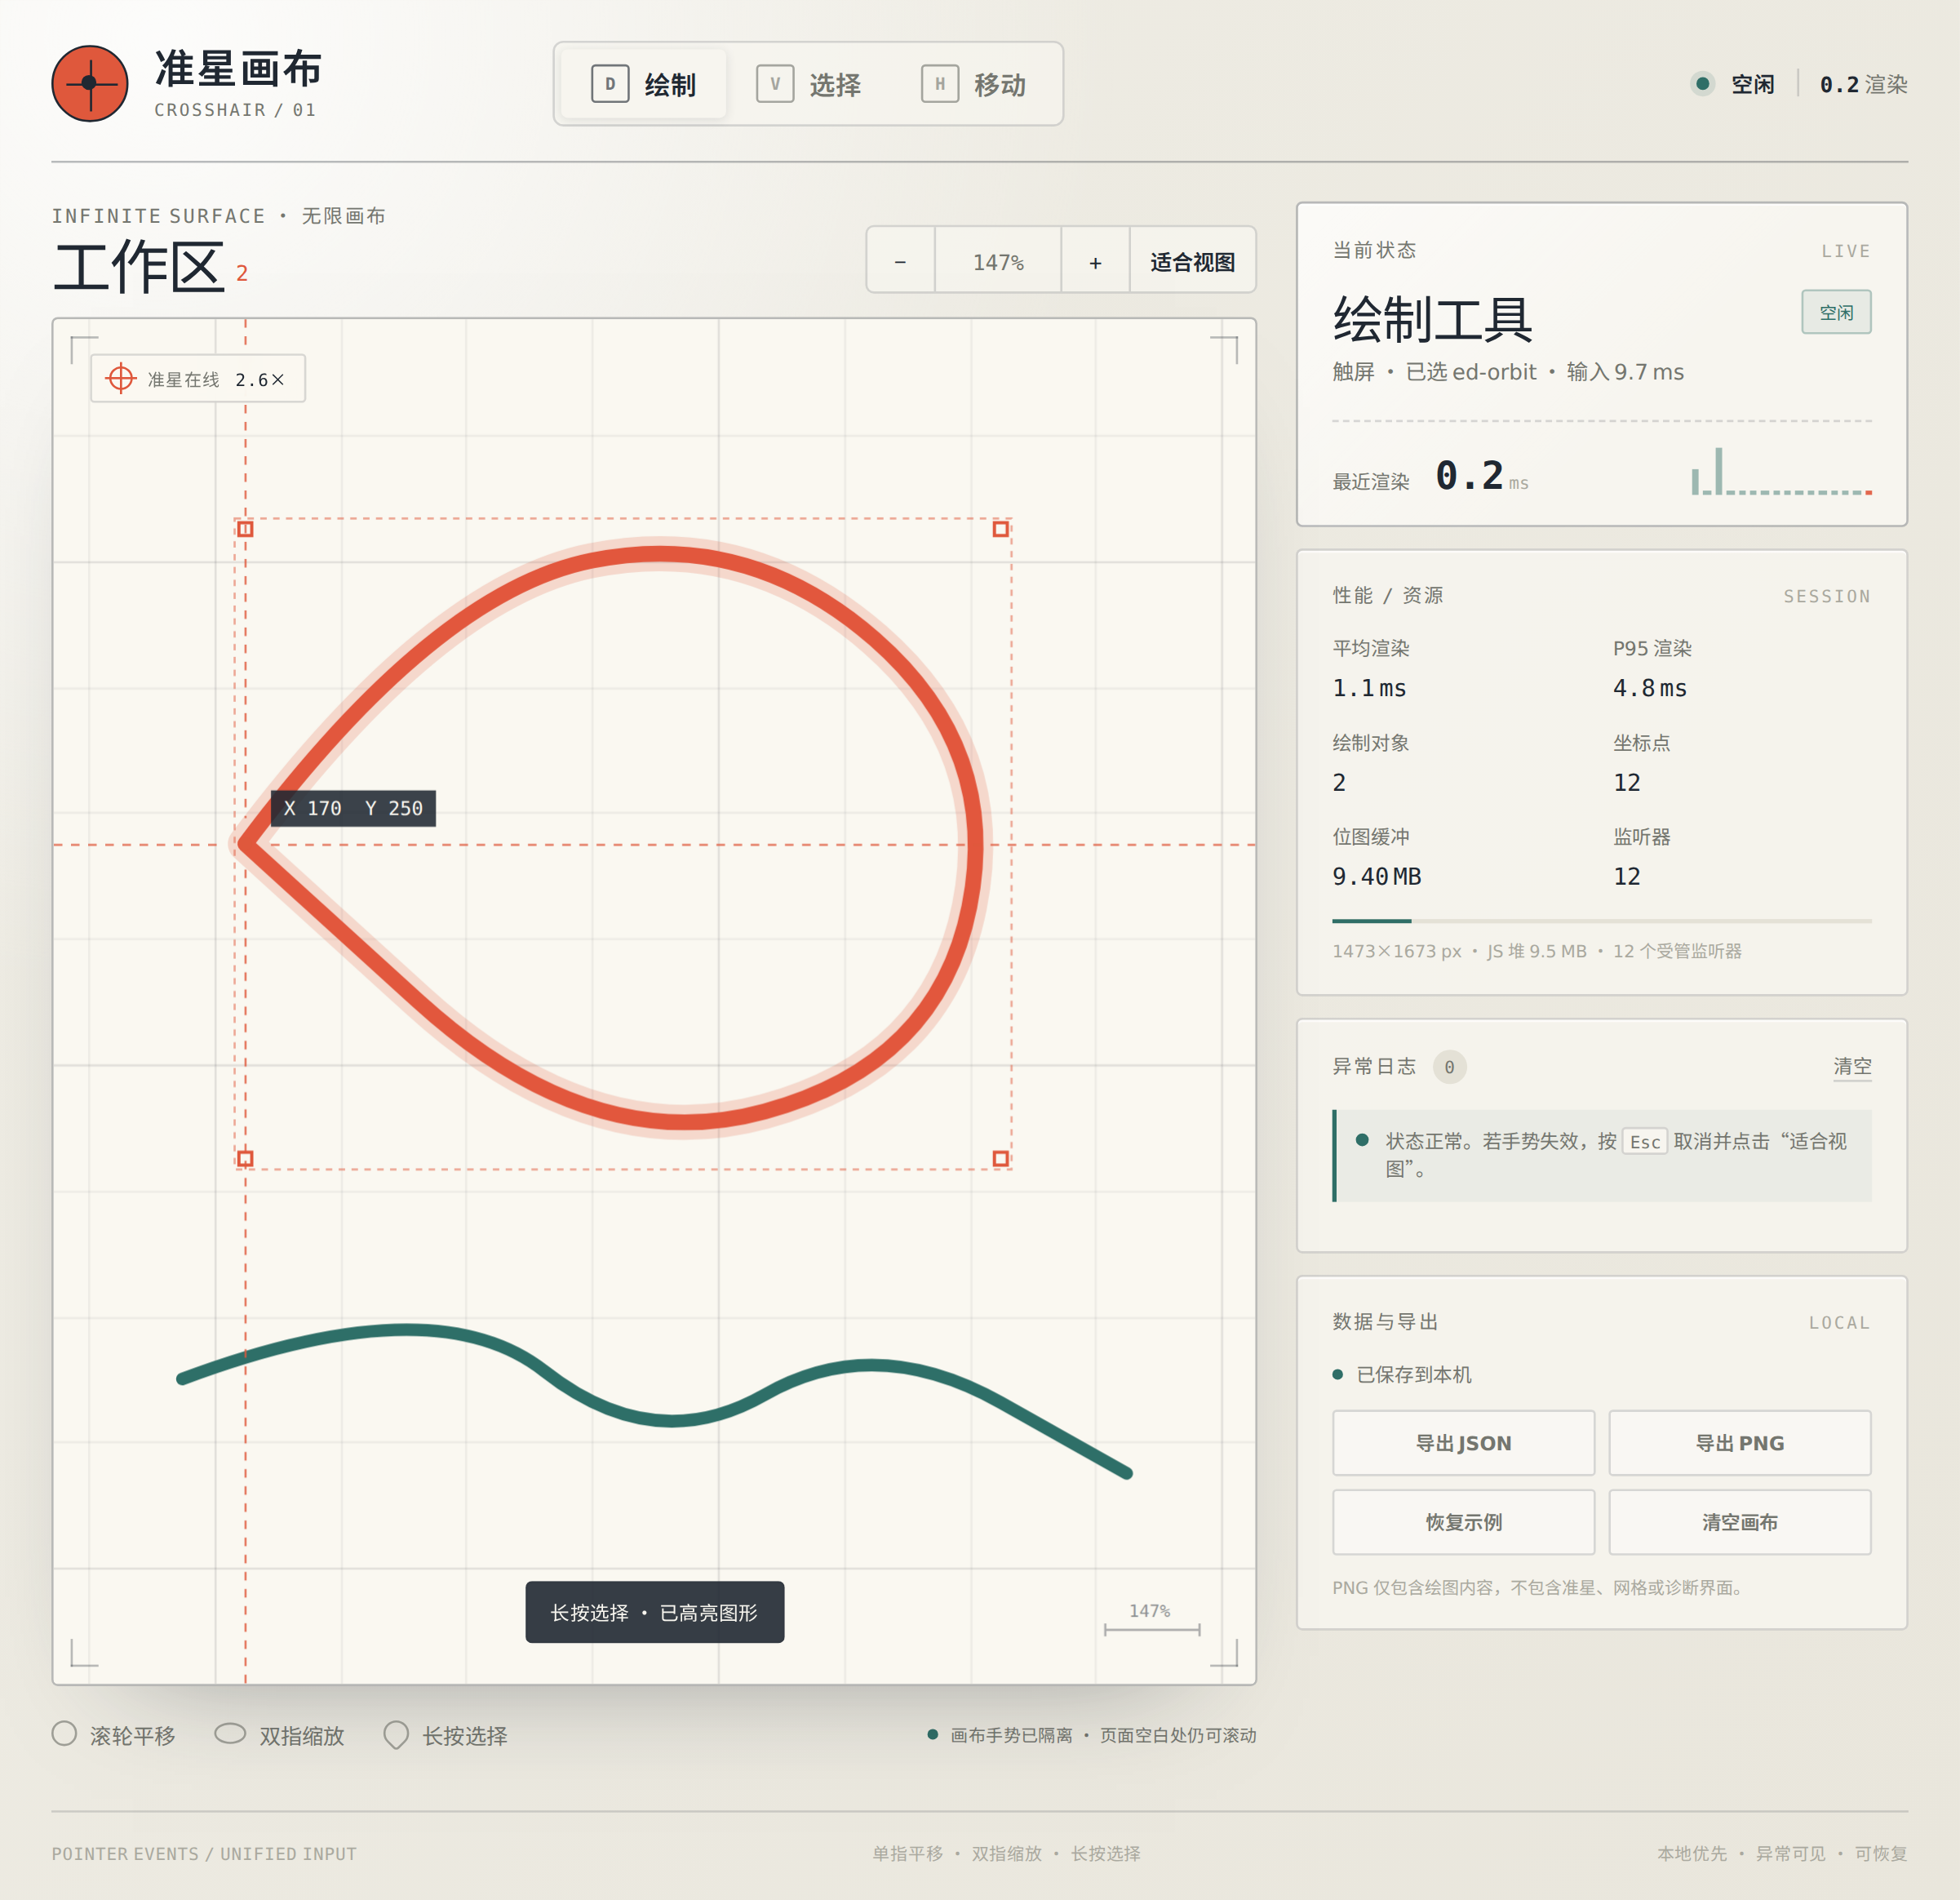 准星画布
CROSSHAIR / 01
D 绘制
V 选择
H 移动
空闲
0.2 渲染
INFINITE SURFACE · 无限画布
工作区 2
− 147% + 适合视图
准星在线 2.6×
X 170 Y 250
长按选择 · 已高亮图形
147%
滚轮平移
双指缩放
长按选择
画布手势已隔离 · 页面空白处仍可滚动
当前状态
LIVE
绘制工具
空闲
触屏 · 已选 ed-orbit · 输入 9.7 ms
最近渲染 0.2 ms
性能 / 资源
SESSION
平均渲染
1.1 ms
P95 渲染
4.8 ms
绘制对象
2
坐标点
12
位图缓冲
9.40 MB
监听器
12
1473×1673 px · JS 堆 9.5 MB · 12 个受管监听器
异常日志 0
清空
状态正常。若手势失效，按 Esc 取消并点击“适合视
图”。
数据与导出
LOCAL
已保存到本机
导出 JSON
导出 PNG
恢复示例
清空画布
PNG 仅包含绘图内容，不包含准星、网格或诊断界面。
POINTER EVENTS / UNIFIED INPUT
单指平移 · 双指缩放 · 长按选择
本地优先 · 异常可见 · 可恢复